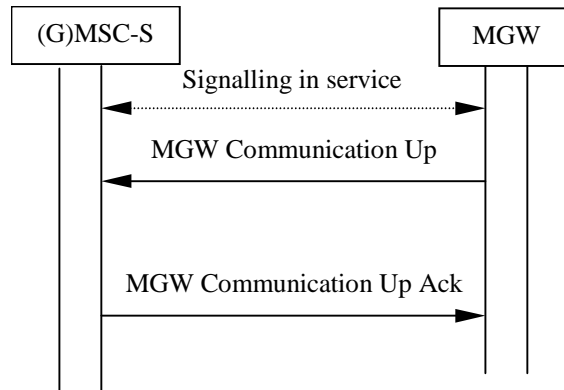 (G)MSC-S
MGW
Signalling in service
MGW Communication Up
MGW Communication Up Ack